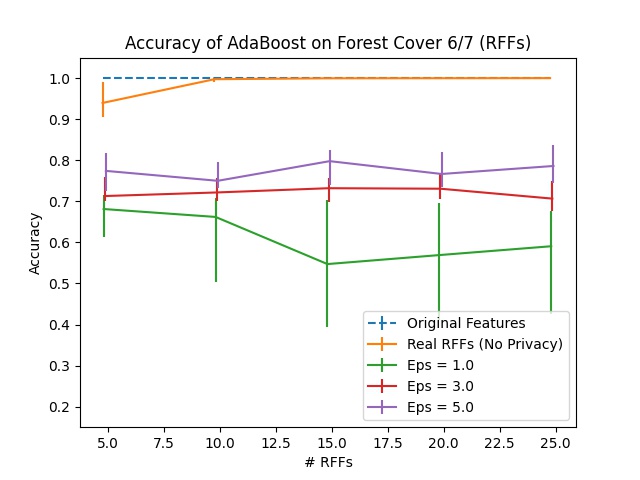 Accuracy of AdaBoost on Forest Cover 6/7 (RFFs)
1.0
0.9
0.8
0.7
0.6
0.5
0.4
0.3
0.2
Accuracy
Original Features
Real RFFs (No Privacy)
Eps = 1.0
Eps = 3.0
Eps = 5.0
5.0 7.5 10.0 12.5 15.0 17.5 20.0 22.5 25.0
# RFFs